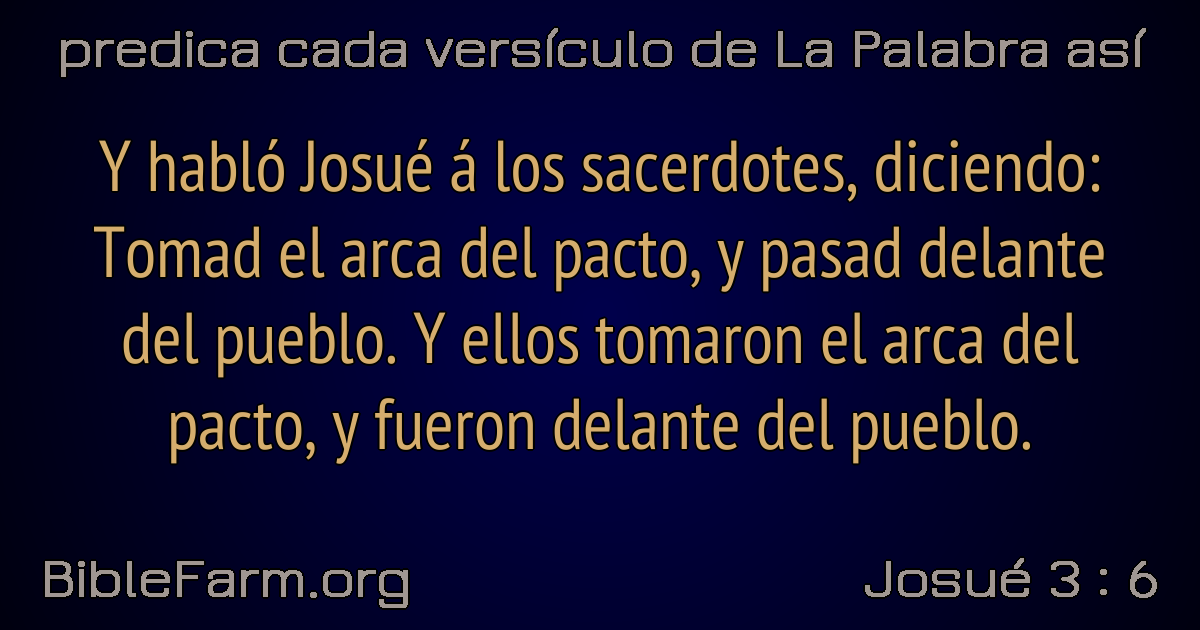 predica cada versículo de La Palabra así
Y habló Josué á los sacerdotes, diciendo:
Tomad el arca del pacto, y pasad delante
del pueblo. Y ellos tomaron el arca del
pacto, y fueron delante del pueblo.
BibleFarm.org
Josué 3 : 6